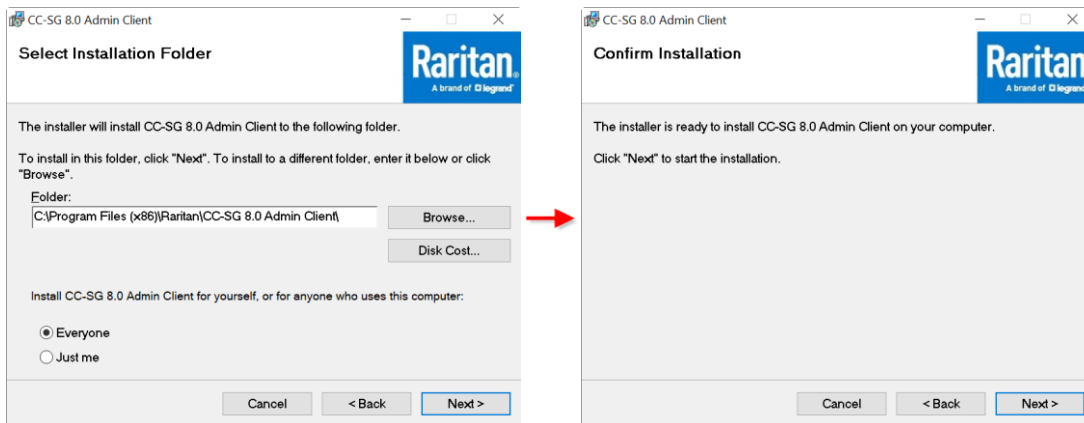 CC-SG 8.0 Admin Client
Select Installation Folder
Raritan®
A brand of legrand®
The installer will install CC-SG 8.0 Admin Client to the following folder.
To install in this folder, click "Next". To install to a different folder, enter it below or click
"Browse".
Folder:
C:\Program Files (x86)\Raritan\CC-SG 8.0 Admin Client\
Browse...
Disk Cost...
Install CC-SG 8.0 Admin Client for yourself, or for anyone who uses this computer:
Everyone
Just me
Cancel
< Back
Next >
CC-SG 8.0 Admin Client
Confirm Installation
Raritan
A brand of legrand
The installer is ready to install CC-SG 8.0 Admin Client on your computer.
Click "Next" to start the installation.
Cancel
< Back
Next >